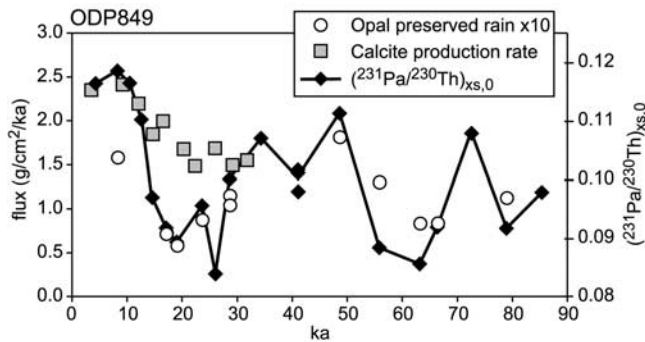 ODP849
Opal preserved rain x10
Calcite production rate
(²³¹Pa/²³⁰Th)xs,0
3.0
2.5
2.0
1.5
1.0
0.5
0.0
flux (g/cm²/ka)
0.12
0.11
0.10
0.09
0.08
(²³¹Pa/²³⁰Th)xs,0
0 10 20 30 40 50 60 70 80 90
ka